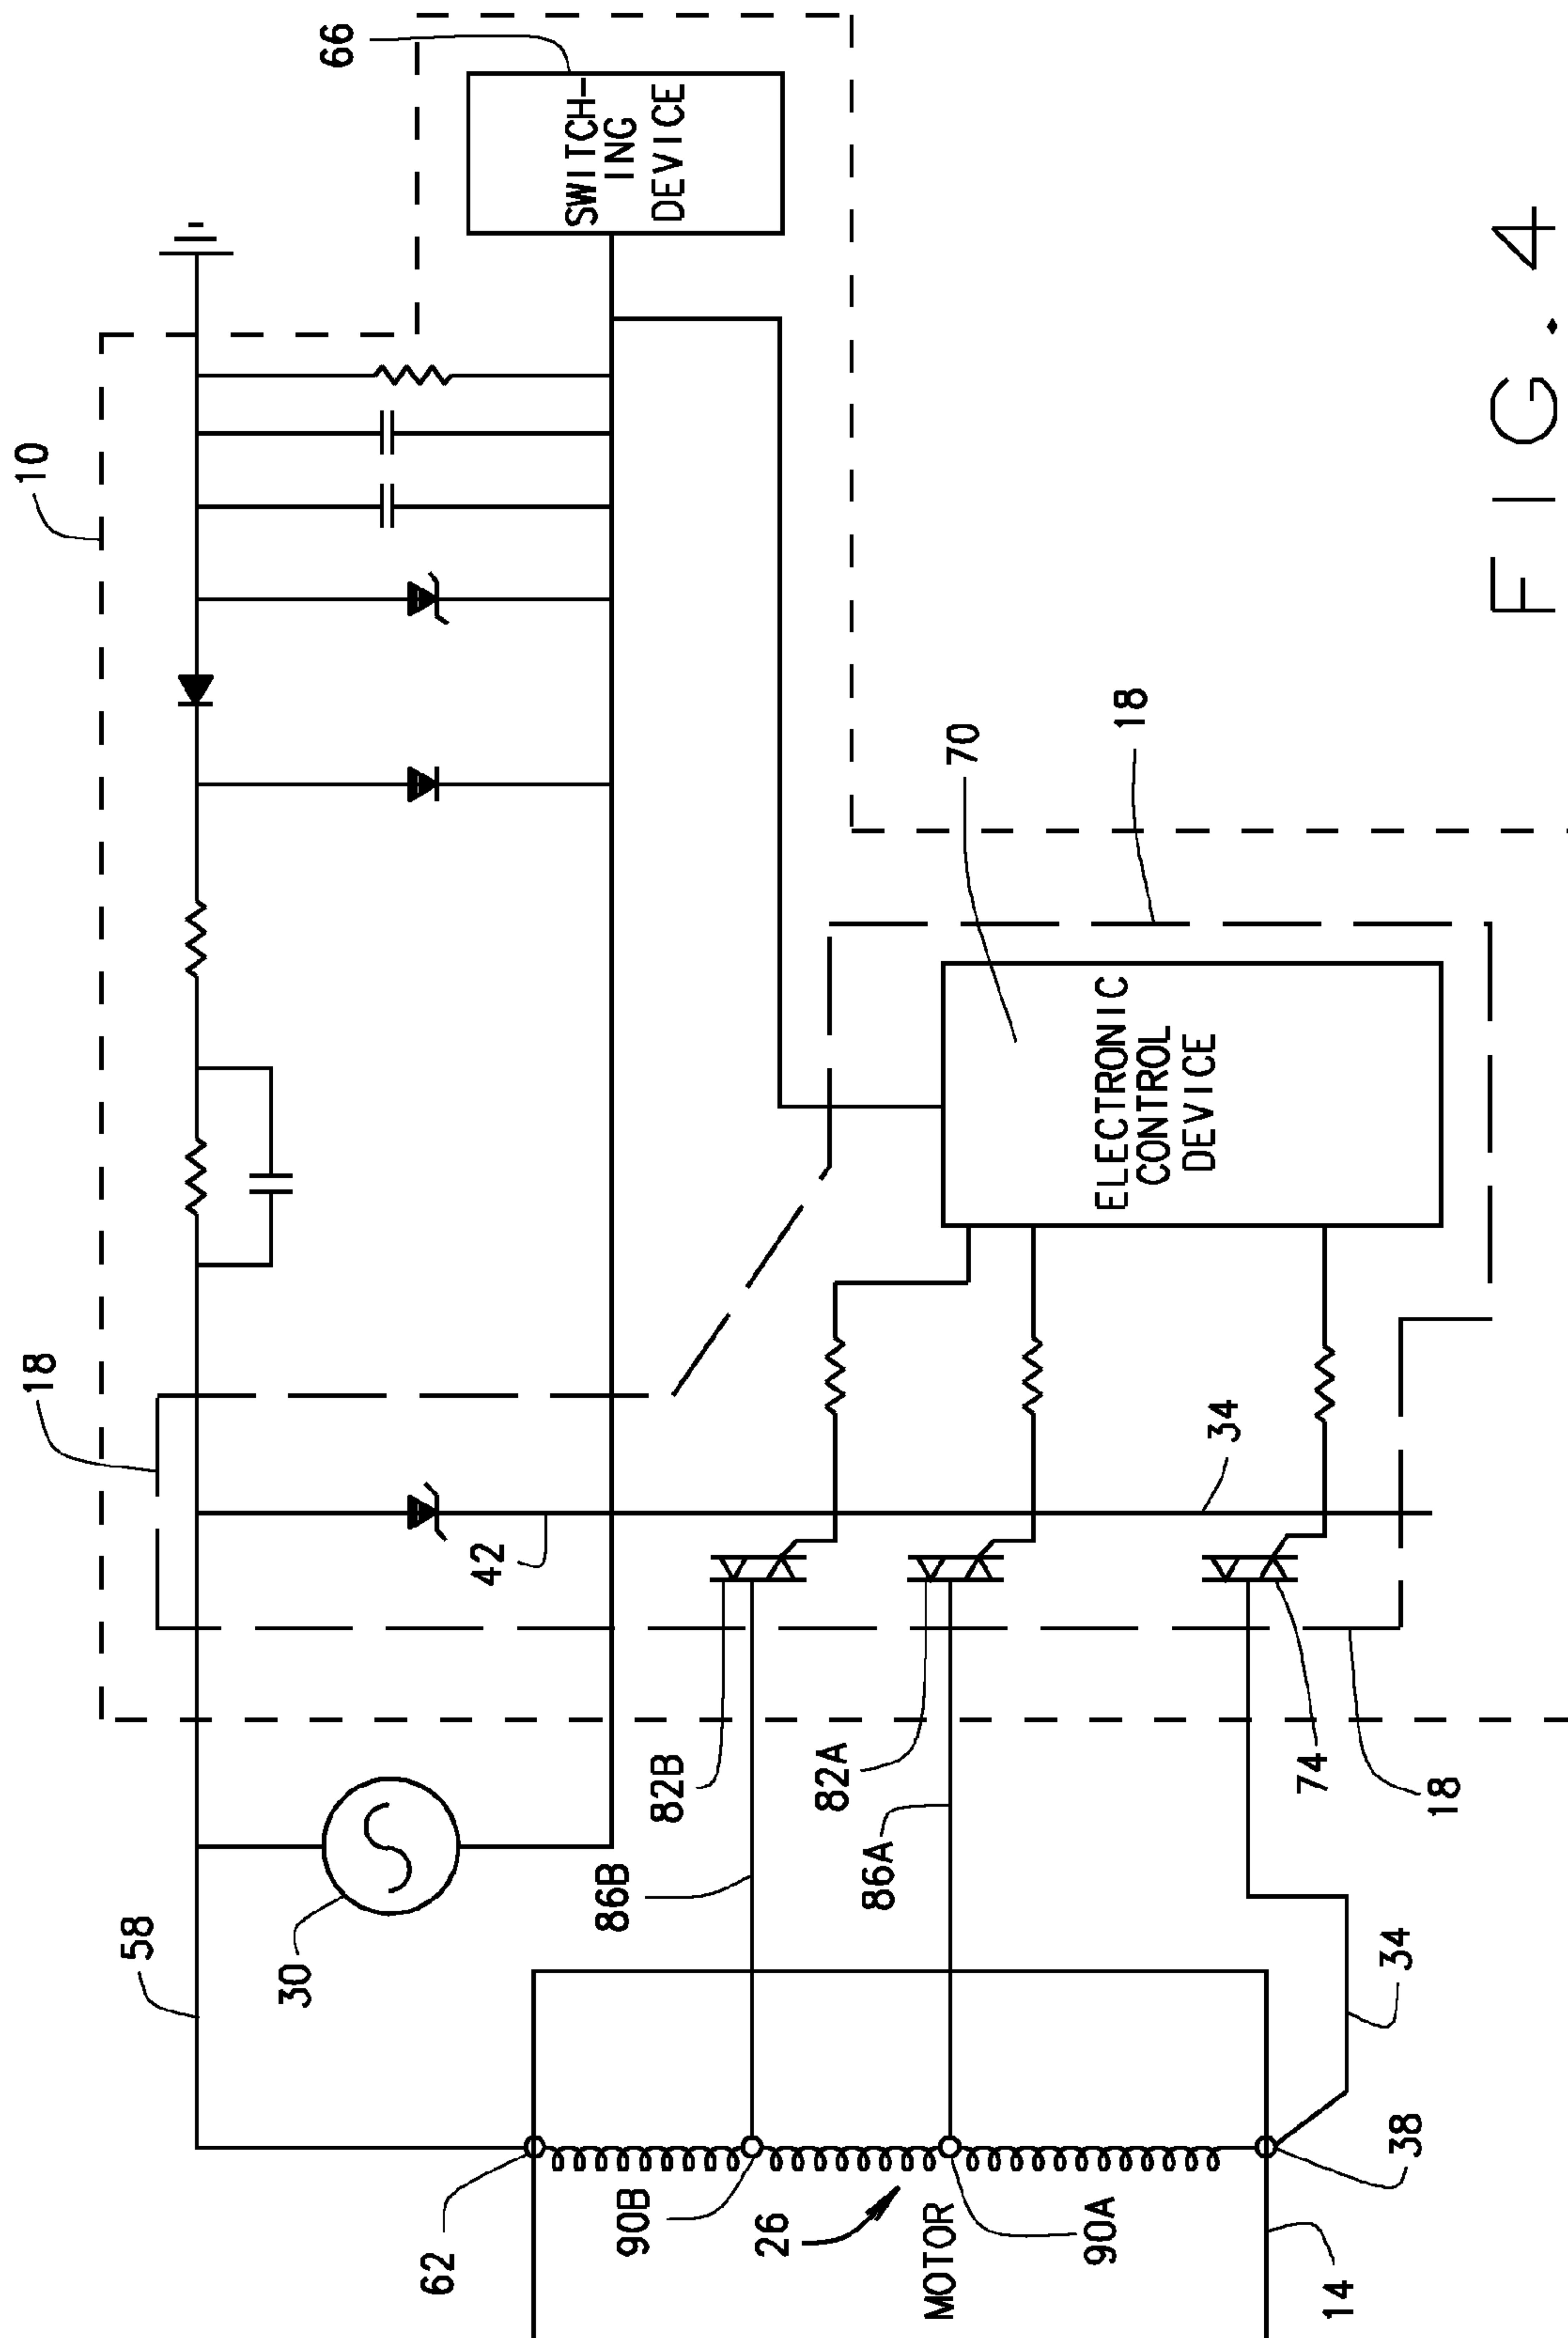 10
66
SWITCH-
ING
DEVICE
18
58
30
42
70
18
ELECTRONIC
CONTROL
DEVICE
34
82B
86B
82A
86A
74
18
34
62
90B
26
MOTOR
90A
38
14
FIG. 4